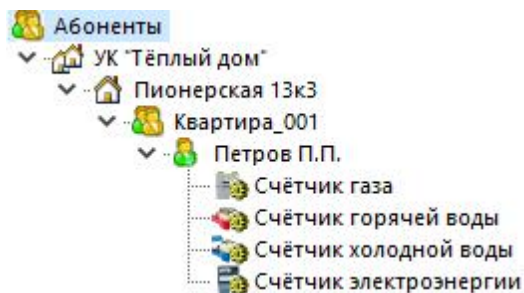 Абоненты
УК "Тёплый дом"
Пионерская 13к3
Квартира_001
Петров П.П.
Счётчик газа
Счётчик горячей воды
Счётчик холодной воды
Счётчик электроэнергии